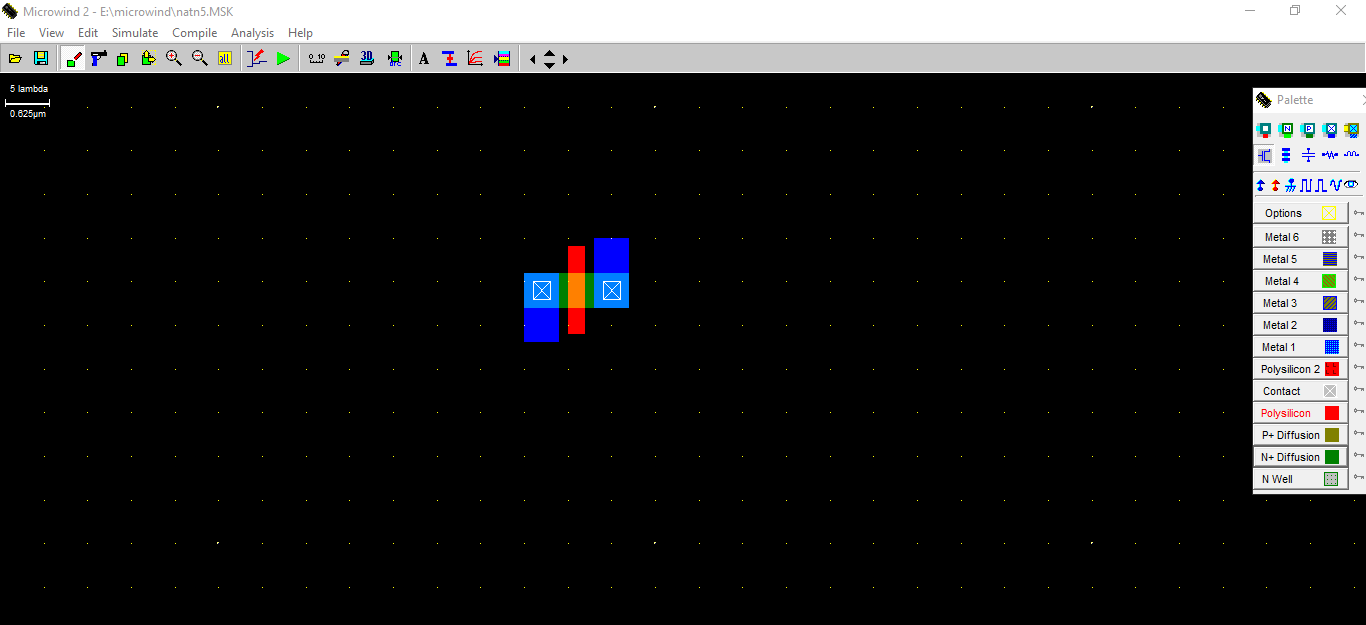 Microwind 2 - E:\microwind\natn5.MSK
File View Edit Simulate Compile Analysis Help
5 lambda
0.625µm
Palette
Options
Metal 6
Metal 5
Metal 4
Metal 3
Metal 2
Metal 1
Polysilicon 2
Contact
Polysilicon
P+ Diffusion
N+ Diffusion
N Well